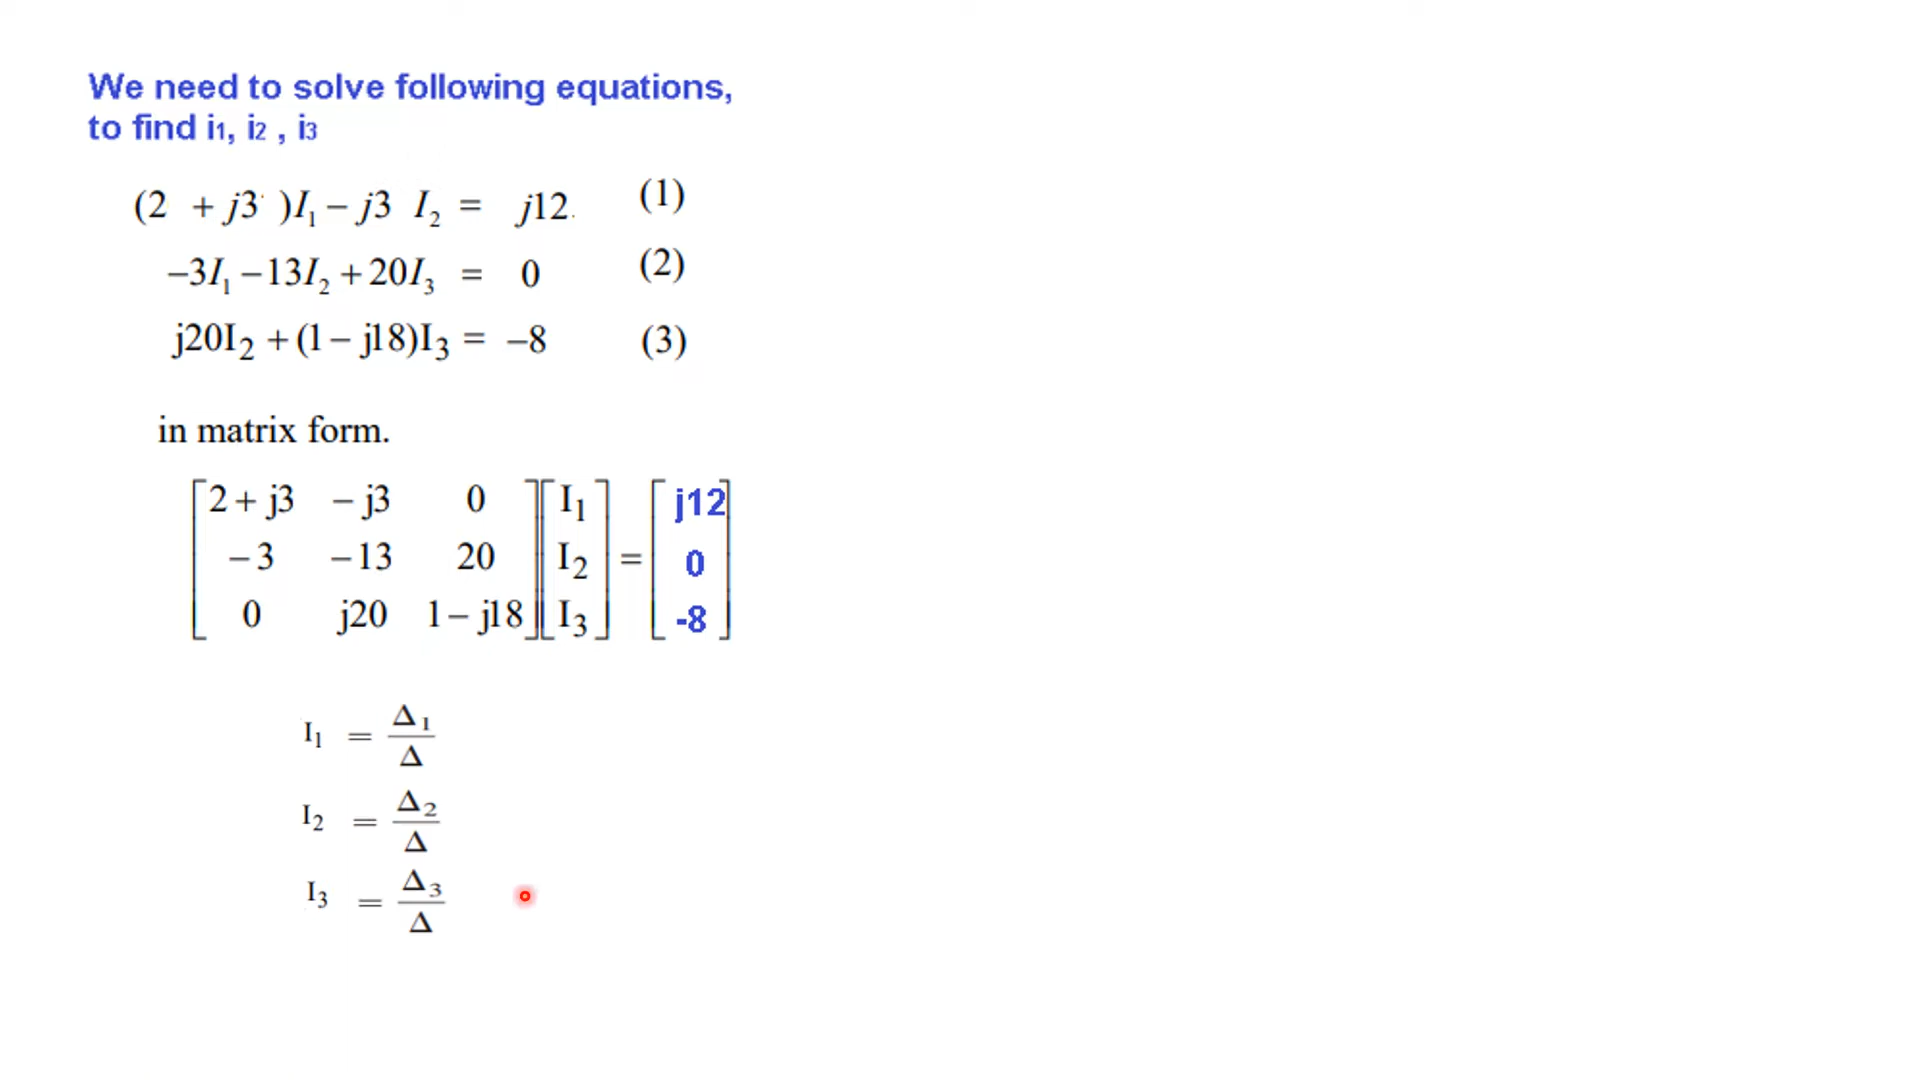 We need to solve following equations,
to find i1, i2 , i3
(2 + j3 )I1 − j3 I2 = j12 (1)
−3I1 −13I2 + 20I3 = 0 (2)
j20I2 + (1 − j18)I3 = −8 (3)
in matrix form.
[2 + j3 − j3 0] [I1] [j12]
[− 3 − 13 20] [I2] = [0]
[0 j20 1 − j18] [I3] [-8]
I1 = Δ1 / Δ
I2 = Δ2 / Δ
I3 = Δ3 / Δ